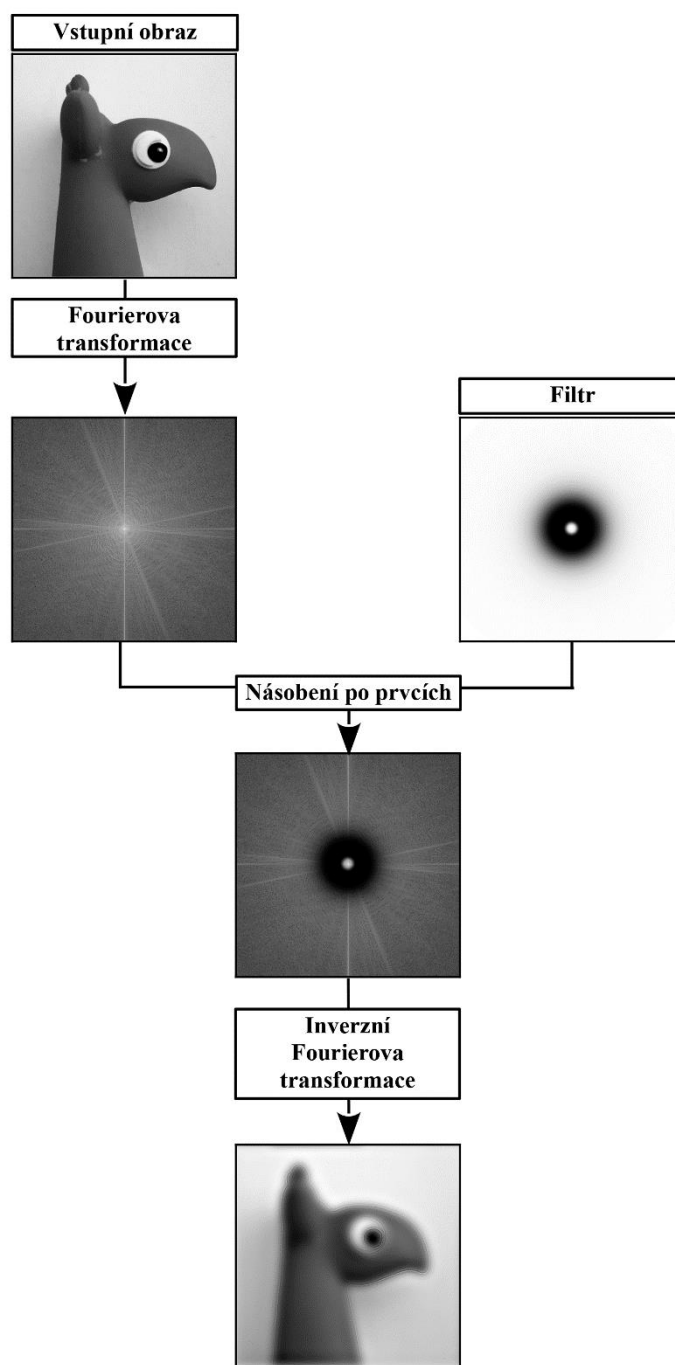 Vstupní obraz
Fourierova
transformace
Filtr
Násobení po prvcích
Inverzní
Fourierova
transformace